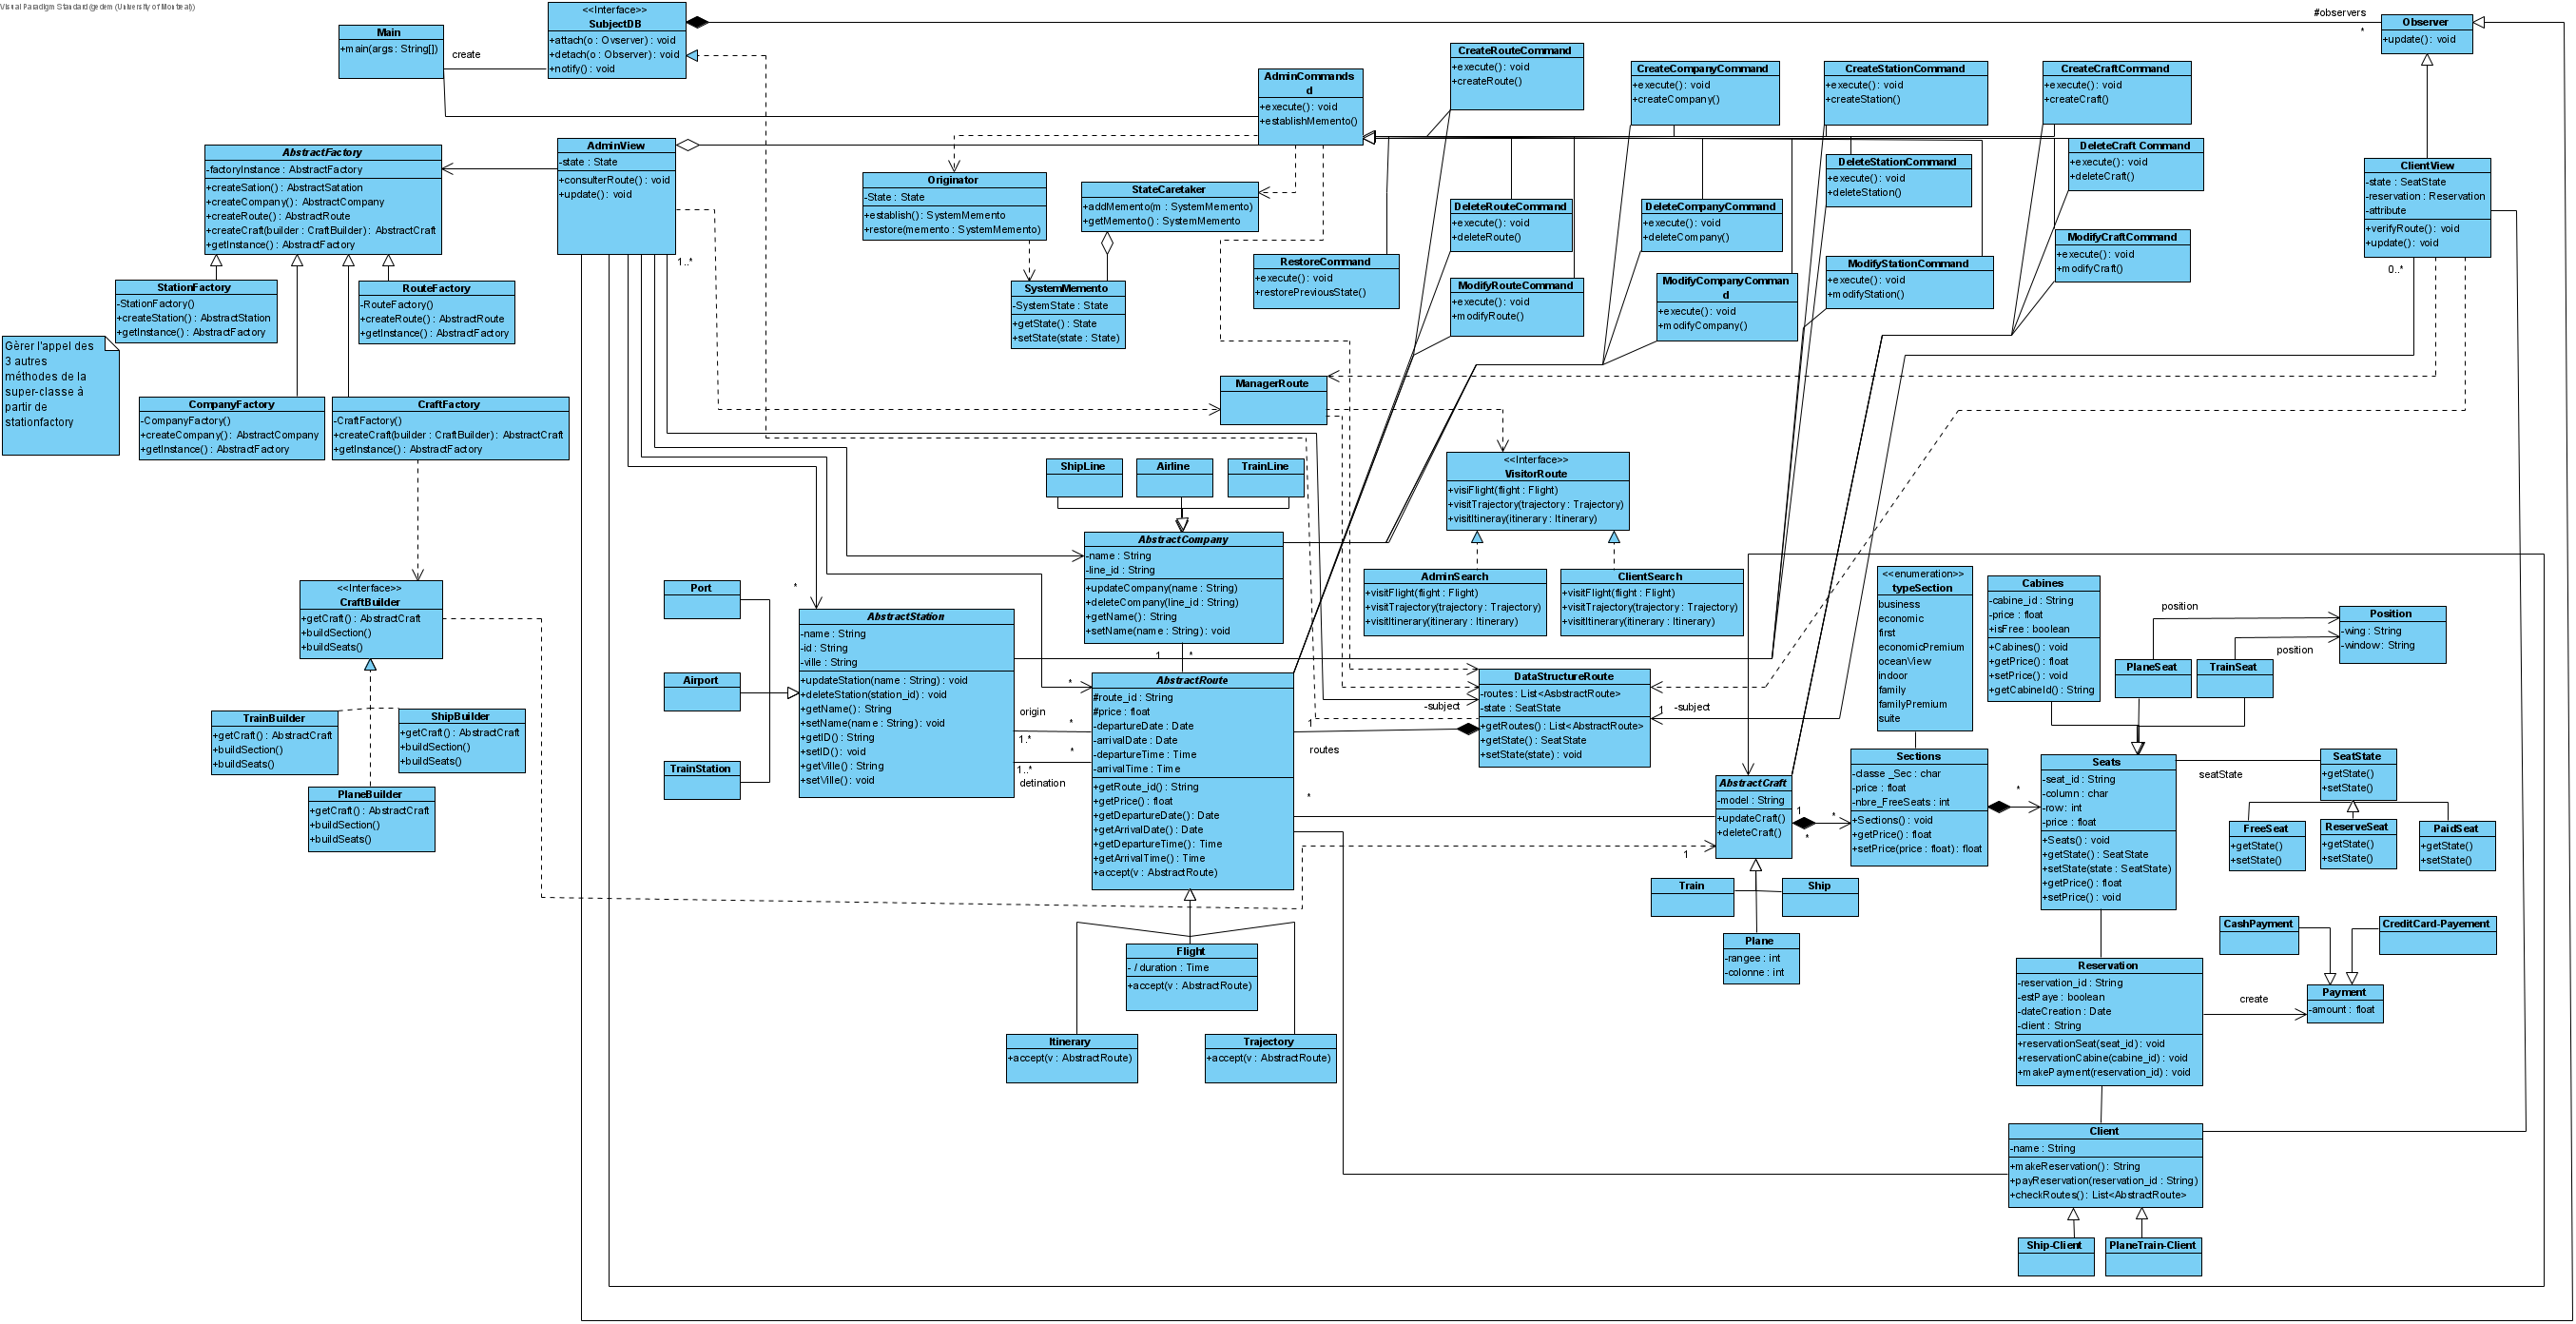 Visual Paradigm Standard(gedem (University of Montreal))
<<Interface>>
SubjectDB
+attach(o : Ovserver) : void
+detach(o : Observer) : void
+notify() : void
Main
+main(args : String[])
create
#observers
*
Observer
+update() : void
AdminCommands
d
+execute() : void
+establishMemento()
CreateRouteCommand
+execute() : void
+createRoute()
CreateCompanyCommand
+execute() : void
+createCompany()
CreateStationCommand
+execute() : void
+createStation()
CreateCraftCommand
+execute() : void
+createCraft()
AbstractFactory
-factoryInstance : AbstractFactory
+createSation() : AbstractSatation
+createCompany() : AbstractCompany
+createRoute() : AbstractRoute
+createCraft(builder : CraftBuilder) : AbstractCraft
+getInstance() : AbstractFactory
AdminView
-state : State
+consulterRoute() : void
+update() : void
1..*
Originator
-State : State
+establish() : SystemMemento
+restore(memento : SystemMemento)
StateCaretaker
+addMemento(m : SystemMemento)
+getMemento() : SystemMemento
SystemMemento
-SystemState : State
+getState() : State
+setState(state : State)
RestoreCommand
+execute() : void
+restorePreviousState()
DeleteRouteCommand
+execute() : void
+deleteRoute()
ModifyRouteCommand
+execute() : void
+modifyRoute()
DeleteCompanyCommand
+execute() : void
+deleteCompany()
ModifyCompanyComman
d
+execute() : void
+modifyCompany()
DeleteStationCommand
+execute() : void
+deleteStation()
ModifyStationCommand
+execute() : void
+modifyStation()
DeleteCraft Command
+execute() : void
+deleteCraft()
ModifyCraftCommand
+execute() : void
+modifyCraft()
ClientView
-state : SeatState
-reservation : Reservation
-attribute
+verifyRoute() : void
+update() : void
0..*
StationFactory
-StationFactory()
+createStation() : AbstractStation
+getInstance() : AbstractFactory
RouteFactory
-RouteFactory()
+createRoute() : AbstractRoute
+getInstance() : AbstractFactory
Gèrer l'appel des
3 autres
méthodes de la
super-classe à
partir de
stationfactory
CompanyFactory
-CompanyFactory()
+createCompany() : AbstractCompany
+getInstance() : AbstractFactory
CraftFactory
-CraftFactory()
+createCraft(builder : CraftBuilder) : AbstractCraft
+getInstance() : AbstractFactory
ManagerRoute
<<Interface>>
VisitorRoute
+visiFlight(flight : Flight)
+visitTrajectory(trajectory : Trajectory)
+visitItineray(itinerary : Itinerary)
ShipLine
Airline
TrainLine
AbstractCompany
-name : String
-line_id : String
+updateCompany(name : String)
+deleteCompany(line_id : String)
+getName() : String
+setName(name : String) : void
AdminSearch
+visitFlight(flight : Flight)
+visitTrajectory(trajectory : Trajectory)
+visitItinerary(itinerary : Itinerary)
ClientSearch
+visitFlight(flight : Flight)
+visitTrajectory(trajectory : Trajectory)
+visitItinerary(itinerary : Itinerary)
<<Interface>>
CraftBuilder
+getCraft() : AbstractCraft
+buildSection()
+buildSeats()
TrainBuilder
+getCraft() : AbstractCraft
+buildSection()
+buildSeats()
ShipBuilder
+getCraft() : AbstractCraft
+buildSection()
+buildSeats()
PlaneBuilder
+getCraft() : AbstractCraft
+buildSection()
+buildSeats()
Port
Airport
TrainStation
*
AbstractStation
-name : String
-id : String
-ville : String
+updateStation(name : String) : void
+deleteStation(station_id) : void
+getName() : String
+setName(name : String) : void
+getID() : String
+setID() : void
+getVille() : String
+setVille() : void
origin
1..*
*
1..*
*
detination
1
*
*
AbstractRoute
#route_id : String
#price : float
-departureDate : Date
-arrivalDate : Date
-departureTime : Time
-arrivalTime : Time
+getRoute_id() : String
+getPrice() : float
+getDepartureDate() : Date
+getArrivalDate() : Date
+getDepartureTime() : Time
+getArrivalTime() : Time
+accept(v : AbstractRoute)
1
routes
*
-subject
DataStructureRoute
-routes : List<AsbstractRoute>
-state : SeatState
+getRoutes() : List<AbstractRoute>
+getState() : SeatState
+setState(state) : void
1
-subject
<<enumeration>>
typeSection
business
economic
first
economicPremium
oceanView
indoor
family
familyPremium
suite
Cabines
-cabine_id : String
-price : float
+isFree : boolean
+Cabines() : void
+getPrice() : float
+setPrice() : void
+getCabineId() : String
position
position
PlaneSeat
TrainSeat
Position
-wing : String
-window : String
AbstractCraft
-model : String
+updateCraft()
+deleteCraft()
1
*
*
1
Sections
-classe _Sec : char
-price : float
-nbre_FreeSeats : int
+Sections() : void
+getPrice() : float
+setPrice(price : float) : float
*
Seats
-seat_id : String
-column : char
-row : int
-price : float
+Seats() : void
+getState() : SeatState
+setState(state : SeatState)
+getPrice() : float
+setPrice() : void
seatState
SeatState
+getState()
+setState()
FreeSeat
+getState()
+setState()
ReserveSeat
+getState()
+setState()
PaidSeat
+getState()
+setState()
Train
Ship
Plane
-rangee : int
-colonne : int
Flight
- / duration : Time
+accept(v : AbstractRoute)
Itinerary
+accept(v : AbstractRoute)
Trajectory
+accept(v : AbstractRoute)
CashPayment
CreditCard-Payement
Payment
-amount : float
create
Reservation
-reservation_id : String
-estPaye : boolean
-dateCreation : Date
-client : String
+reservationSeat(seat_id) : void
+reservationCabine(cabine_id) : void
+makePayment(reservation_id) : void
Client
-name : String
+makeReservation() : String
+payReservation(reservation_id : String)
+checkRoutes() : List<AbstractRoute>
Ship-Client
PlaneTrain-Client